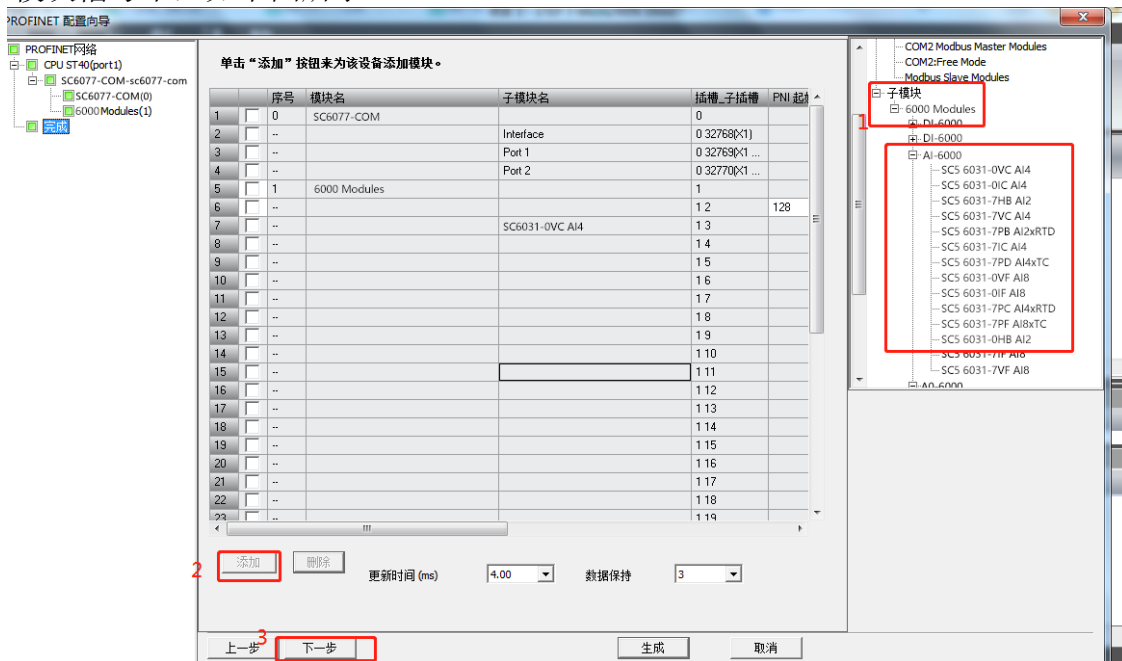 PROFINET 配置向导
PROFINET网络
CPU ST40(port1)
SC6077-COM-sc6077-com
SC6077-COM(0)
6000Modules(1)
完成
单击“添加”按钮来为该设备添加模块。
序号 模块名 子模块名 插槽_子插槽 PNI 起始
1 0 SC6077-COM 0
2 -- Interface 0 32768(X1)
3 -- Port 1 0 32769(X1 ...
4 -- Port 2 0 32770(X1 ...
5 1 6000 Modules 1
6 -- 1 2 128
7 -- SC6031-0VC AI4 1 3
8 -- 1 4
9 -- 1 5
10 -- 1 6
11 -- 1 7
12 -- 1 8
13 -- 1 9
14 -- 1 10
15 -- 1 11
16 -- 1 12
17 -- 1 13
18 -- 1 14
19 -- 1 15
20 -- 1 16
21 -- 1 17
22 -- 1 18
23 -- 1 19
2 添加 删除 更新时间 (ms) 4.00 数据保持 3
上一步 3 下一步 生成 取消
COM2 Modbus Master Modules
COM2:Free Mode
Modbus Slave Modules
子模块
1 6000 Modules
DI-6000
DI-6000
AI-6000
SC5 6031-0VC AI4
SC5 6031-0IC AI4
SC5 6031-7HB AI2
SC5 6031-7VC AI4
SC5 6031-7PB AI2xRTD
SC5 6031-7IC AI4
SC5 6031-7PD AI4xTC
SC5 6031-0VF AI8
SC5 6031-0IF AI8
SC5 6031-7PC AI4xRTD
SC5 6031-7PF AI8xTC
SC5 6031-0HB AI2
SC5 6031-7IF AI8
SC5 6031-7VF AI8
A0-6000